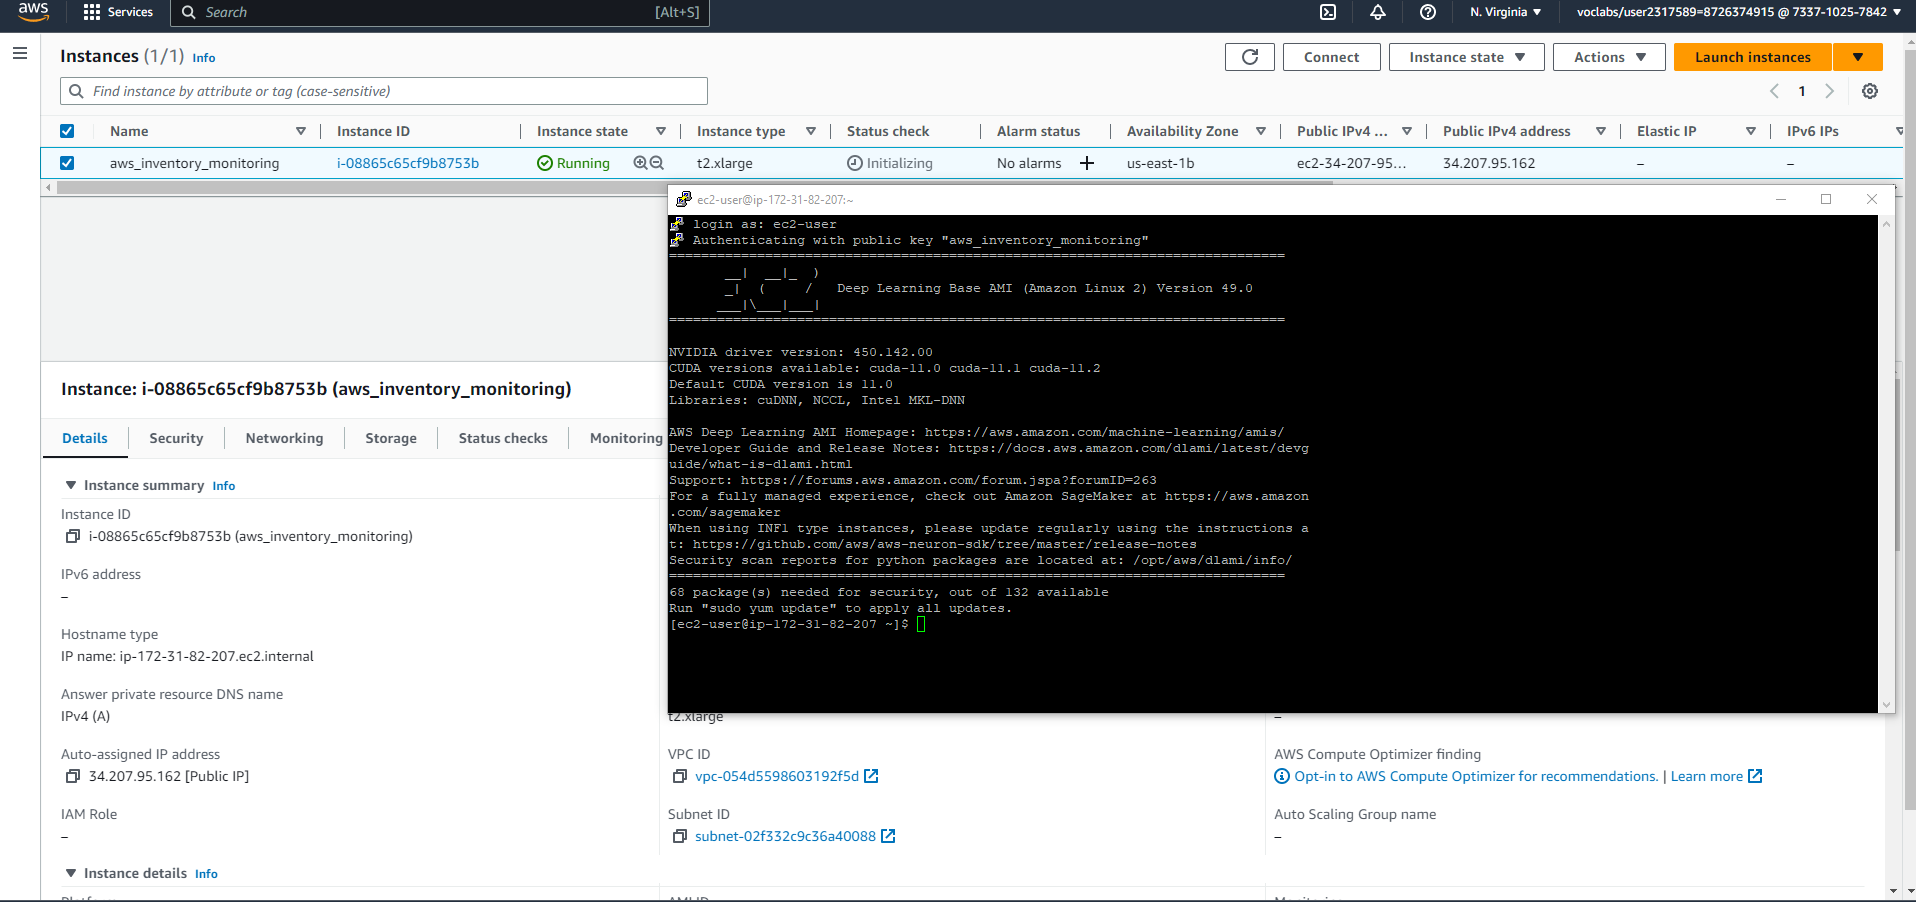 aws
Services
Search
[Alt+S]
N. Virginia
voclabs/user2317589=8726374915 @ 7337-1025-7842
Instances (1/1) Info
Connect
Instance state
Actions
Launch instances
Find instance by attribute or tag (case-sensitive)
1
Name Instance ID Instance state Instance type Status check Alarm status Availability Zone Public IPv4 ... Public IPv4 address Elastic IP IPv6 IPs
aws_inventory_monitoring i-08865c65cf9b8753b Running t2.xlarge Initializing No alarms + us-east-1b ec2-34-207-95... 34.207.95.162 – –
ec2-user@ip-172-31-82-207:~
login as: ec2-user
Authenticating with public key "aws_inventory_monitoring"
=============================================================================
__| __|_ )
_| ( / Deep Learning Base AMI (Amazon Linux 2) Version 49.0
___|\___|___|
=============================================================================
NVIDIA driver version: 450.142.00
CUDA versions available: cuda-11.0 cuda-11.1 cuda-11.2
Default CUDA version is 11.0
Libraries: cuDNN, NCCL, Intel MKL-DNN
AWS Deep Learning AMI Homepage: https://aws.amazon.com/machine-learning/amis/
Developer Guide and Release Notes: https://docs.aws.amazon.com/dlami/latest/devg
uide/what-is-dlami.html
Support: https://forums.aws.amazon.com/forum.jspa?forumID=263
For a fully managed experience, check out Amazon SageMaker at https://aws.amazon
.com/sagemaker
When using INF1 type instances, please update regularly using the instructions a
t: https://github.com/aws/aws-neuron-sdk/tree/master/release-notes
Security scan reports for python packages are located at: /opt/aws/dlami/info/
=============================================================================
68 package(s) needed for security, out of 132 available
Run "sudo yum update" to apply all updates.
[ec2-user@ip-172-31-82-207 ~]$
Instance: i-08865c65cf9b8753b (aws_inventory_monitoring)
Details Security Networking Storage Status checks Monitoring
Instance summary Info
Instance ID
i-08865c65cf9b8753b (aws_inventory_monitoring)
IPv6 address
–
Hostname type
IP name: ip-172-31-82-207.ec2.internal
Answer private resource DNS name
IPv4 (A)
t2.xlarge
–
Auto-assigned IP address
34.207.95.162 [Public IP]
VPC ID
vpc-054d5598603192f5d
AWS Compute Optimizer finding
Opt-in to AWS Compute Optimizer for recommendations. | Learn more
IAM Role
–
Subnet ID
subnet-02f332c9c36a40088
Auto Scaling Group name
–
Instance details Info